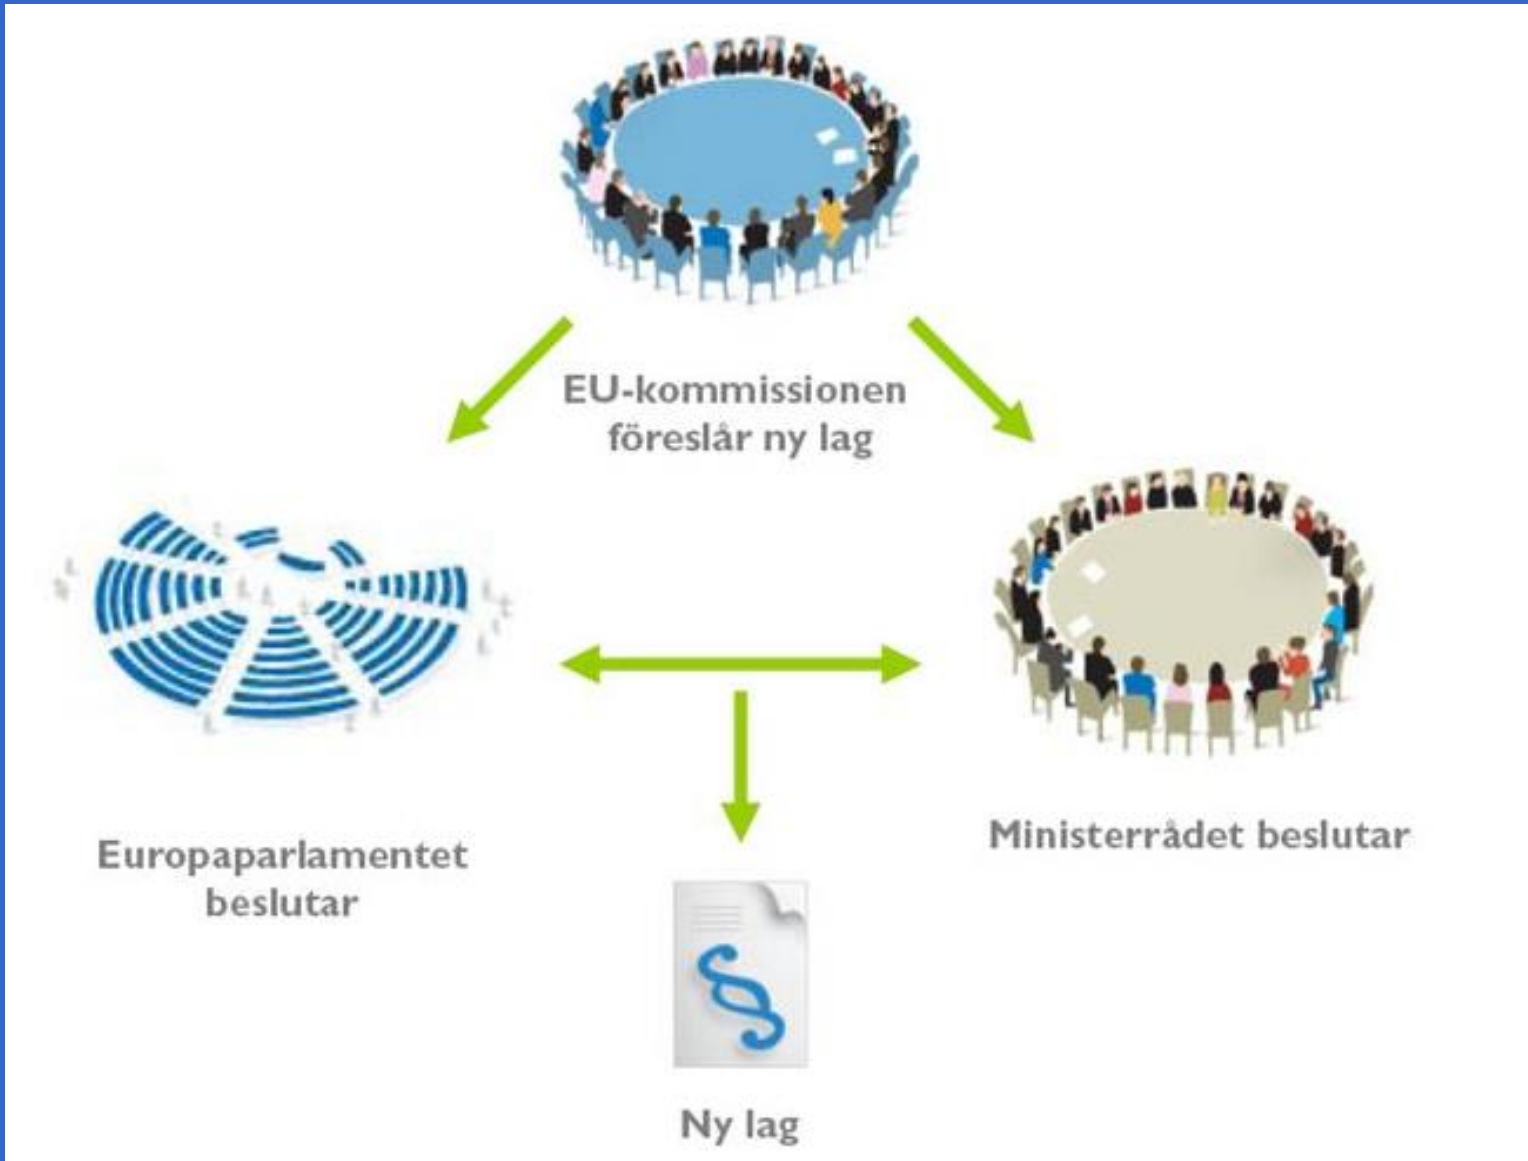 EU-kommissionen
föreslår ny lag
Europaparlamentet
beslutar
Ministerrådet beslutar
§
Ny lag